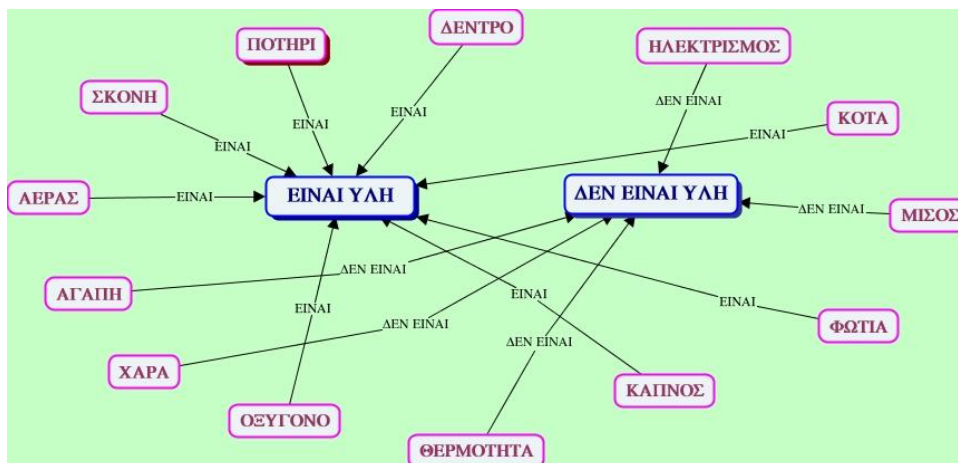 ΔΕΝΤΡΟ
ΠΟΤΗΡΙ
ΗΛΕΚΤΡΙΣΜΟΣ
ΔΕΝ ΕΙΝΑΙ
ΣΚΟΝΗ
ΕΙΝΑΙ
ΕΙΝΑΙ
ΚΟΤΑ
ΕΙΝΑΙ
ΕΙΝΑΙ
ΑΕΡΑΣ
ΕΙΝΑΙ
ΕΙΝΑΙ ΥΛΗ
ΔΕΝ ΕΙΝΑΙ ΥΛΗ
ΔΕΝ ΕΙΝΑΙ
ΜΙΣΟΣ
ΑΓΑΠΗ
ΔΕΝ ΕΙΝΑΙ
ΕΙΝΑΙ
ΕΙΝΑΙ
ΕΙΝΑΙ
ΔΕΝ ΕΙΝΑΙ
ΦΩΤΙΑ
ΔΕΝ ΕΙΝΑΙ
ΧΑΡΑ
ΚΑΠΝΟΣ
ΟΞΥΓΟΝΟ
ΘΕΡΜΟΤΗΤΑ